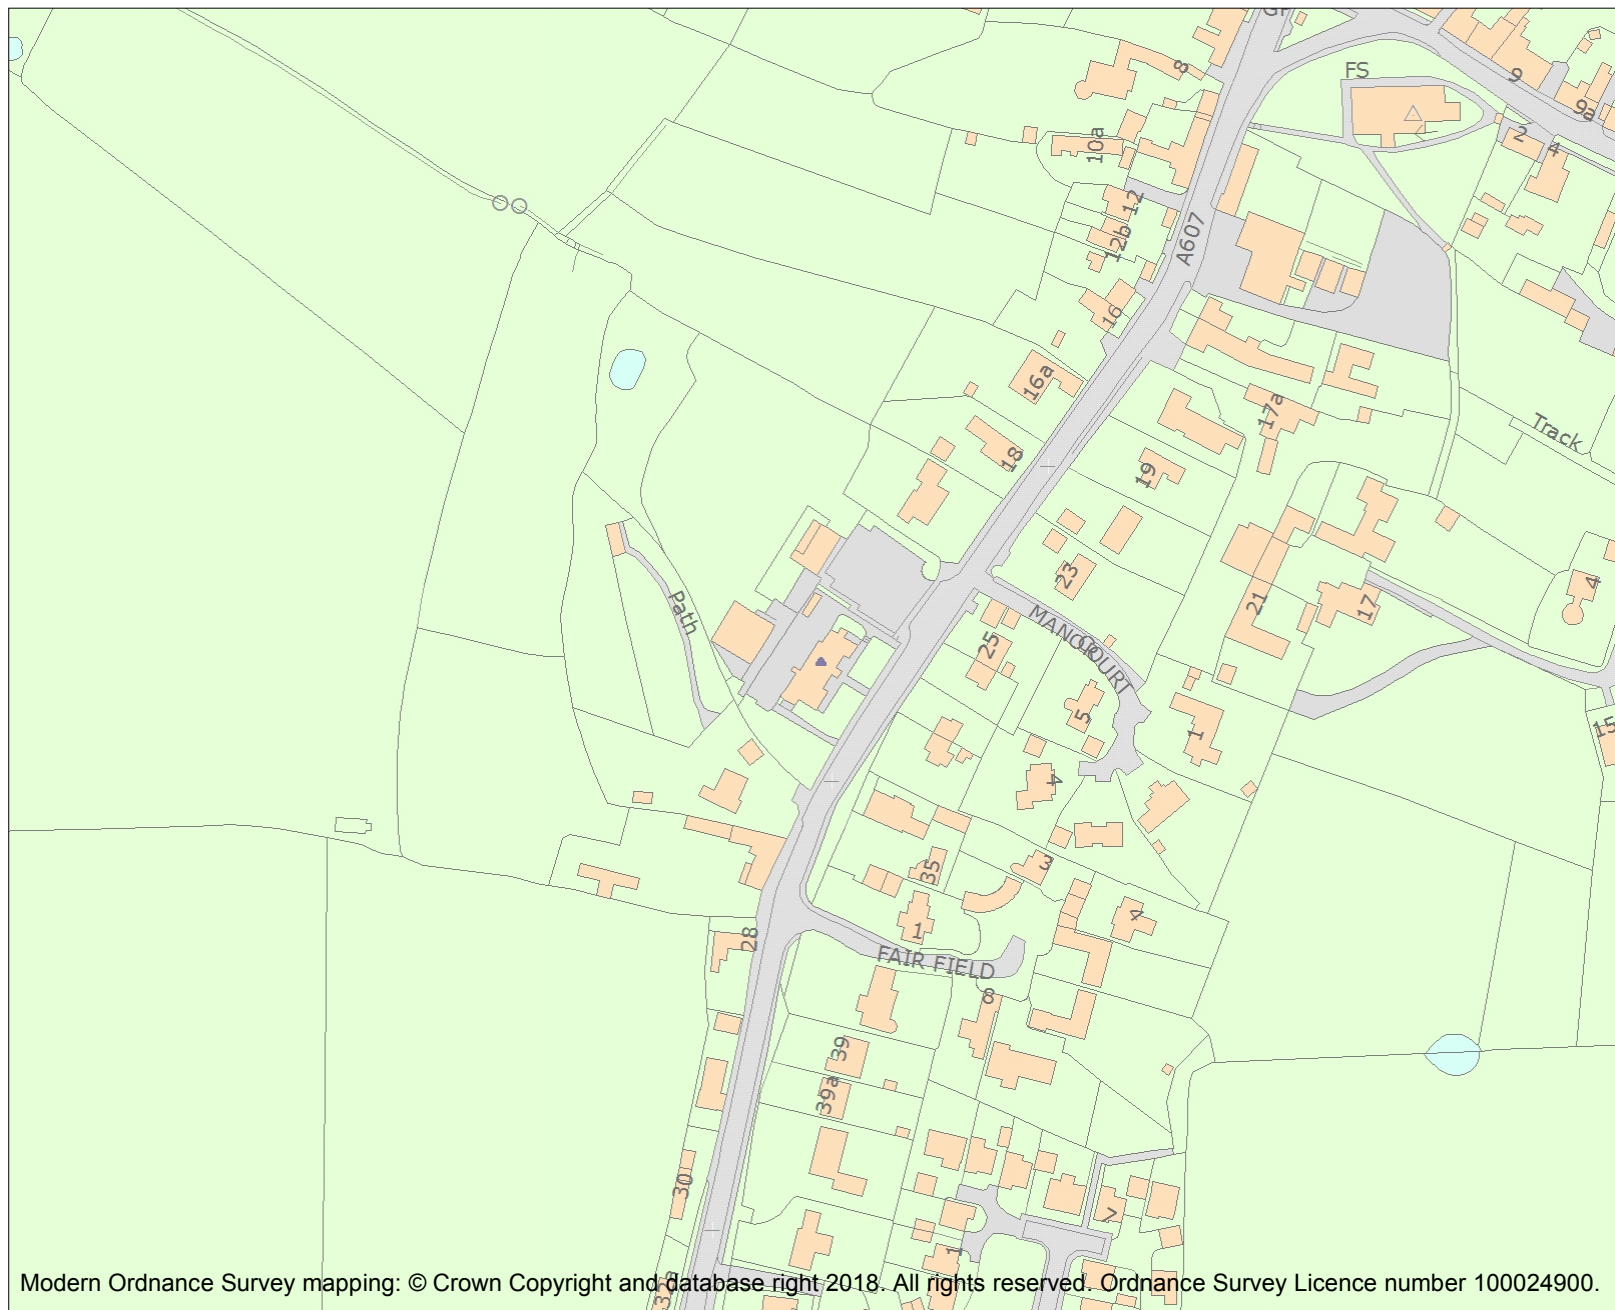 8
FS
9
9a
10a
2
4
12
A607
12b
16
16a
17a
Track
18
19
23
4
21
17
Path
MANOR COURT
25
5
1
15
4
35
3
4
1
28
FAIR FIELD
8
39
39a
30
7
1
32a
Modern Ordnance Survey mapping: © Crown Copyright and database right 2018. All rights reserved. Ordnance Survey Licence number 100024900.